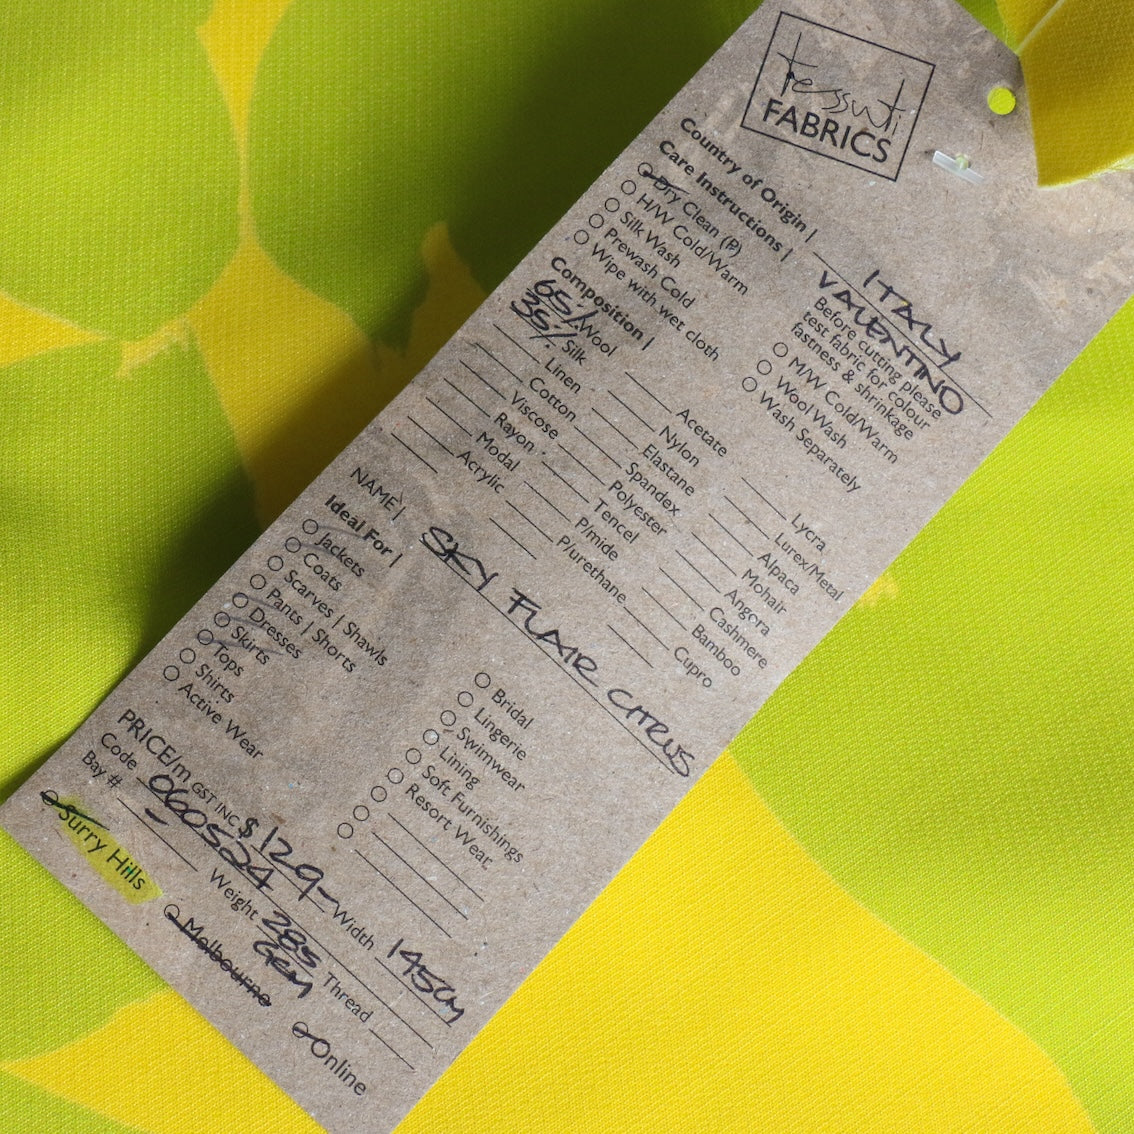 tessuti
FABRICS
Country of Origin | ITALY
Care Instructions | VALENTINO
Dry Clean (P)
H/W Cold/Warm
Silk Wash
Prewash Cold
Wipe with wet cloth
Before cutting please
test fabric for colour
fastness & shrinkage
M/W Cold/Warm
Wool Wash
Wash Separately
Composition |
65% Wool
35% Silk
Linen
Cotton
Viscose
Rayon
Modal
Acrylic
Acetate
Nylon
Elastane
Spandex
Polyester
Tencel
P/mide
P/urethane
Lycra
Lurex/Metal
Alpaca
Mohair
Angora
Cashmere
Bamboo
Cupro
NAME | SKY FLAIR CITRUS
Ideal For |
Jackets
Coats
Scarves | Shawls
Pants | Shorts
Dresses
Skirts
Tops
Shirts
Active Wear
Bridal
Lingerie
Swimwear
Lining
Soft Furnishings
Resort Wear
PRICE/m GST INC $129- Width 145cm
Code 060524 Weight 285 GRM Thread
Bay # -
Surry Hills Melbourne Online